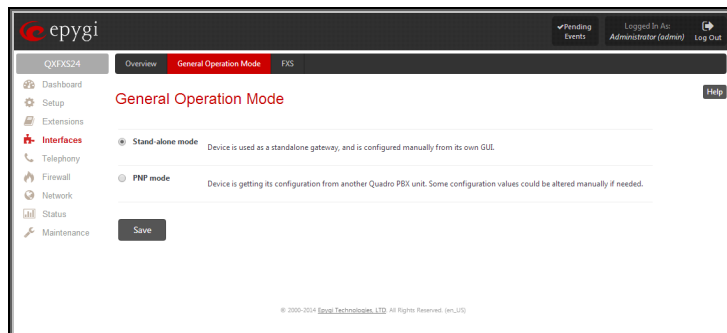 epygi
✔Pending Events
Logged In As:
Administrator (admin)
Log Out
QXFXS24
Overview
General Operation Mode
FXS
Dashboard
Setup
Extensions
Interfaces
Telephony
Firewall
Network
Status
Maintenance
General Operation Mode
Help
Stand-alone mode
Device is used as a standalone gateway, and is configured manually from its own GUI.
PNP mode
Device is getting its configuration from another Quadro PBX unit. Some configuration values could be altered manually if needed.
Save
© 2000-2014 Epygi Technologies, LTD. All Rights Reserved. (en_US)